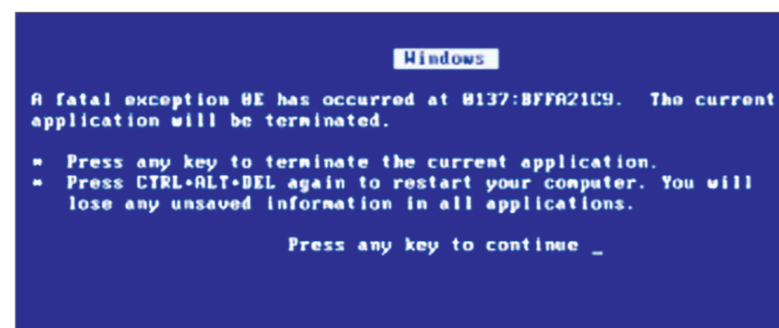 Windows
A fatal exception 0E has occurred at 0137:BFFA21C9. The current
application will be terminated.
* Press any key to terminate the current application.
* Press CTRL+ALT+DEL again to restart your computer. You will
lose any unsaved information in all applications.
Press any key to continue _